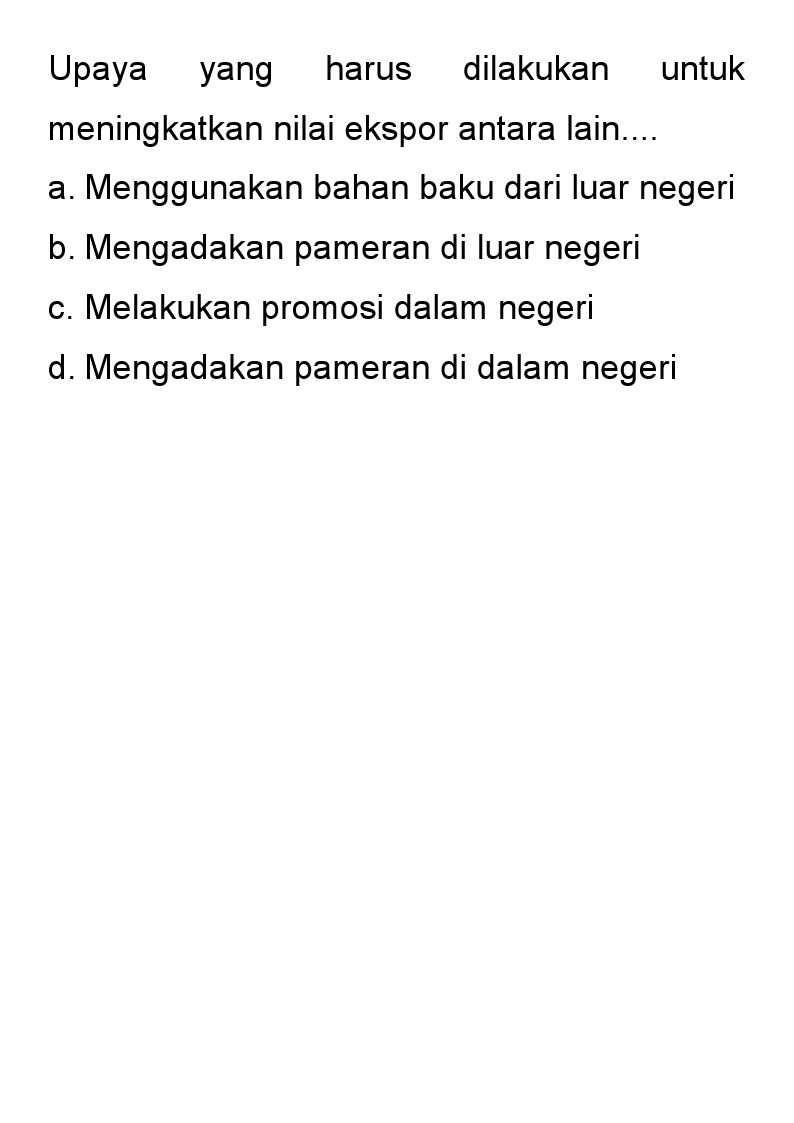 Upaya yang harus dilakukan untuk
meningkatkan nilai ekspor antara lain....
a. Menggunakan bahan baku dari luar negeri
b. Mengadakan pameran di luar negeri
c. Melakukan promosi dalam negeri
d. Mengadakan pameran di dalam negeri